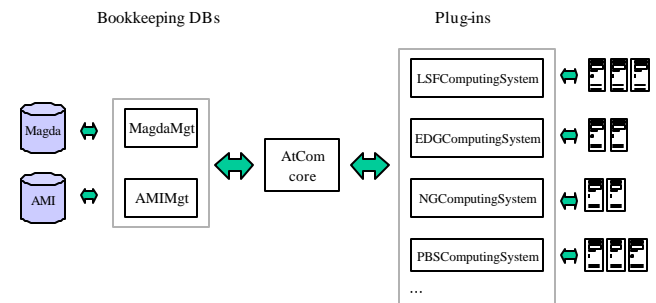 Bookkeeping DBs
Plug-ins
Magda
AMI
MagdaMgt
AMIMgt
AtCom
core
LSFComputingSystem
EDGComputingSystem
NGComputingSystem
PBSComputingSystem
...